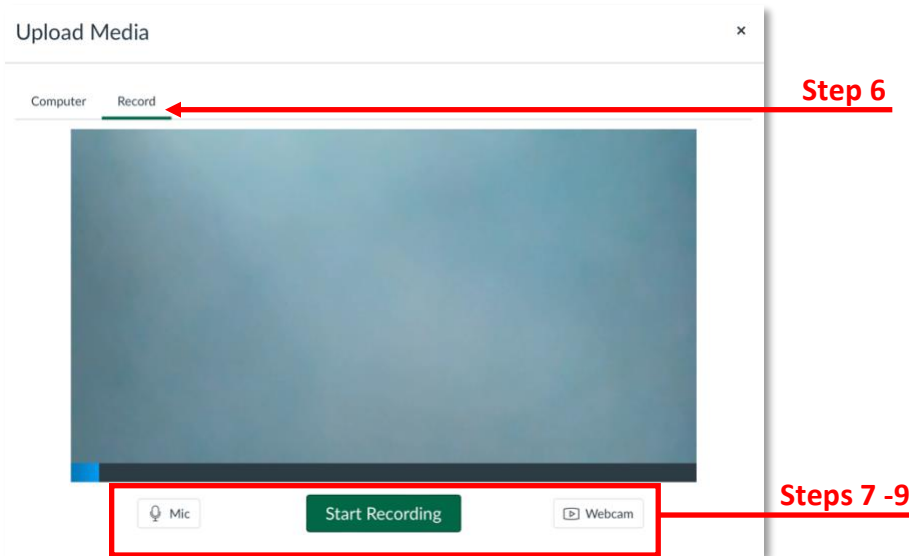 Upload Media ×
Step 6
Computer Record
Steps 7 -9
Mic Start Recording Webcam